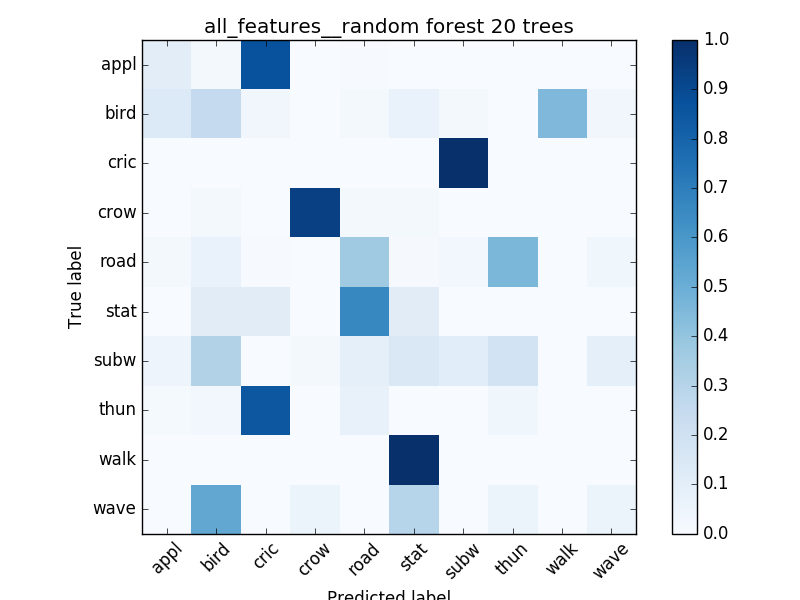 all_features__random forest 20 trees
appl
bird
cric
crow
road
stat
subw
thun
walk
wave
True label
appl bird cric crow road stat subw thun walk wave
Predicted label
1.0
0.9
0.8
0.7
0.6
0.5
0.4
0.3
0.2
0.1
0.0